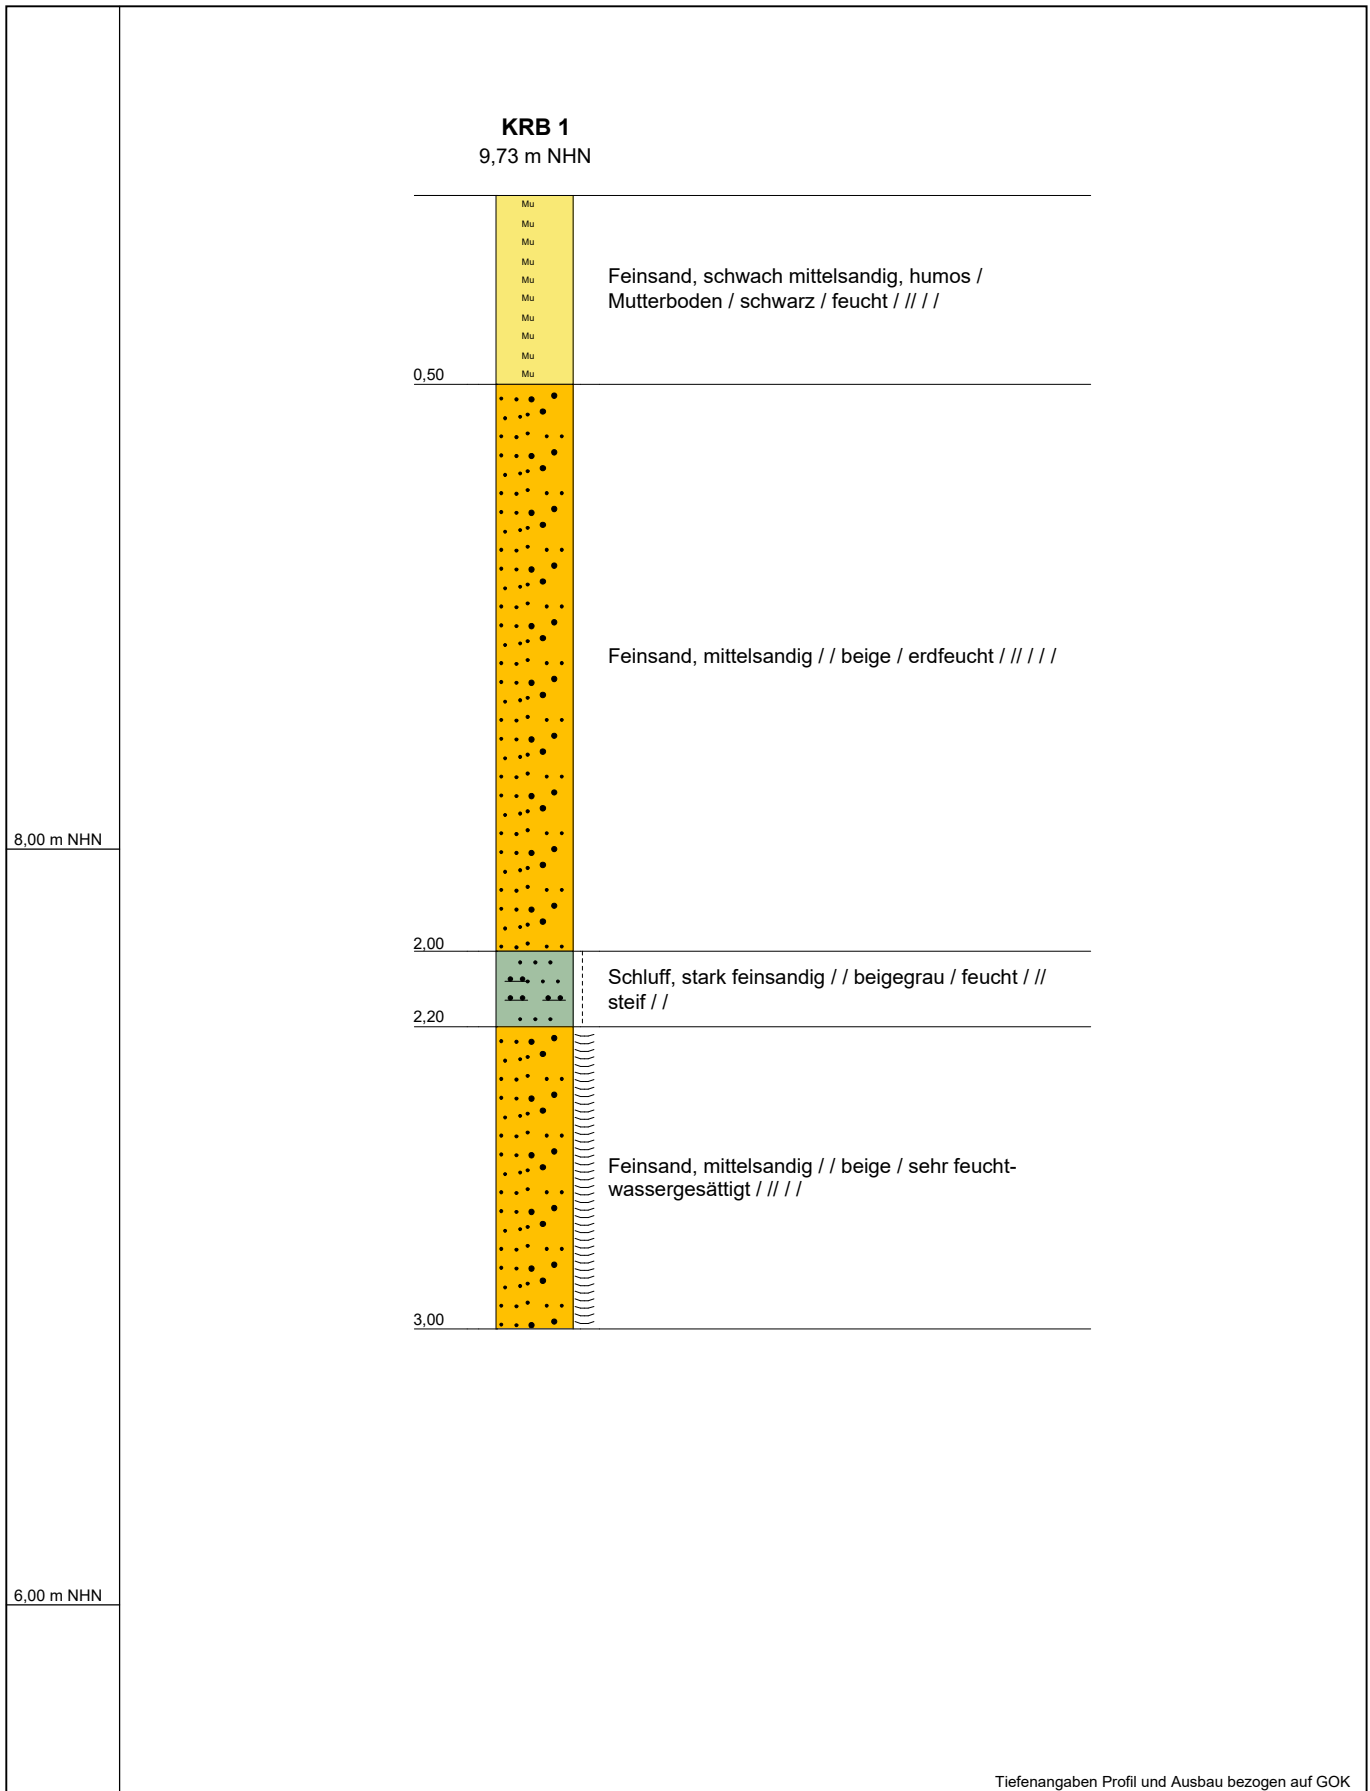 KRB 1
9,73 m NHN
Mu
Mu
Mu
Mu
Mu
Mu
Mu
Mu
Mu
Mu
Feinsand, schwach mittelsandig, humos /
Mutterboden / schwarz / feucht / // / /
0,50
Feinsand, mittelsandig / / beige / erdfeucht / // / / /
8,00 m NHN
2,00
Schluff, stark feinsandig / / beigegrau / feucht / //
steif / /
2,20
Feinsand, mittelsandig / / beige / sehr feucht-
wassergesättigt / // / /
3,00
6,00 m NHN
Tiefenangaben Profil und Ausbau bezogen auf GOK